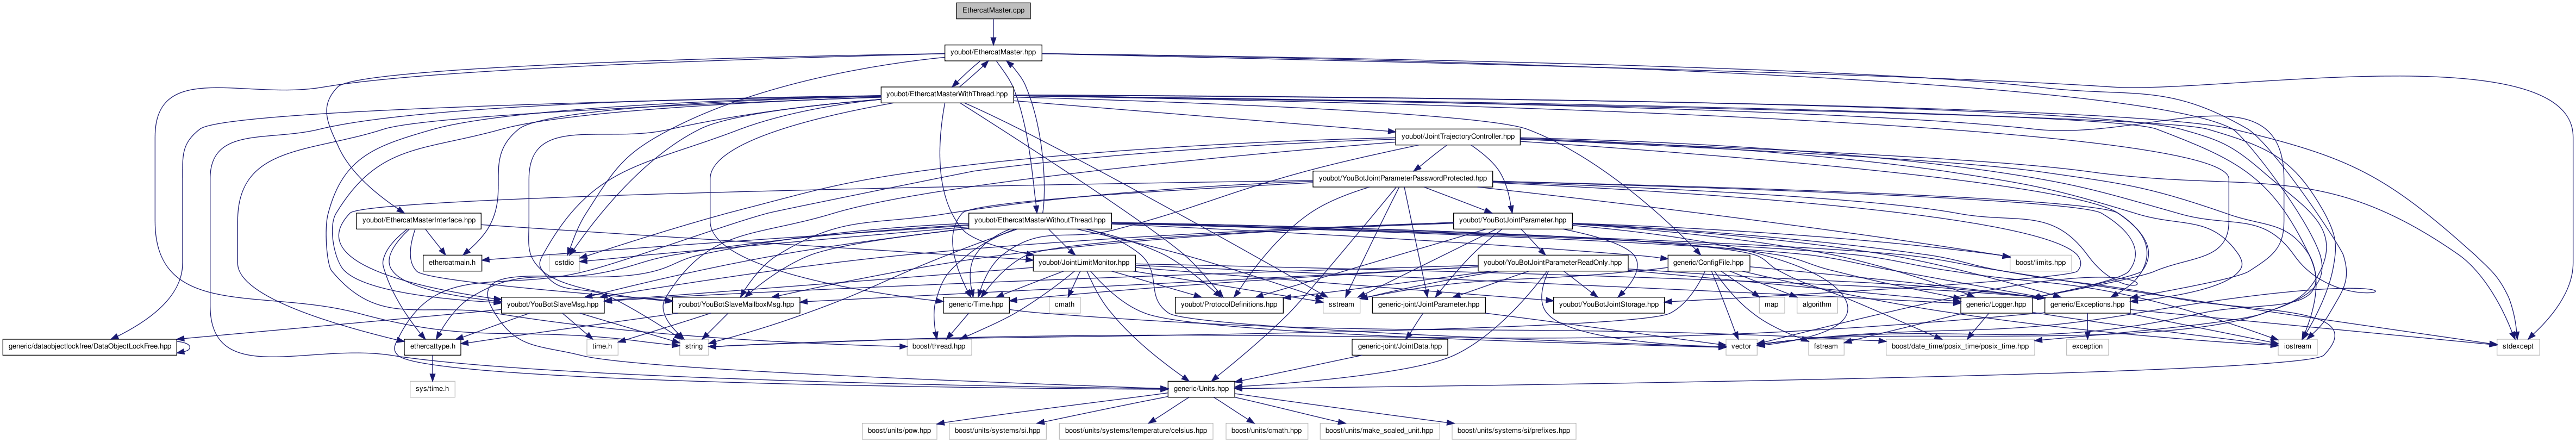 EthercatMaster.cpp
youbot/EthercatMaster.hpp
youbot/EthercatMasterWithThread.hpp
youbot/JointTrajectoryController.hpp
youbot/YouBotJointParameterPasswordProtected.hpp
youbot/EthercatMasterInterface.hpp
youbot/EthercatMasterWithoutThread.hpp
youbot/YouBotJointParameter.hpp
ethercatmain.h
cstdio
youbot/JointLimitMonitor.hpp
youbot/YouBotJointParameterReadOnly.hpp
generic/ConfigFile.hpp
boost/limits.hpp
youbot/YouBotSlaveMsg.hpp
youbot/YouBotSlaveMailboxMsg.hpp
generic/Time.hpp
cmath
youbot/ProtocolDefinitions.hpp
sstream
generic-joint/JointParameter.hpp
youbot/YouBotJointStorage.hpp
map
algorithm
generic/Logger.hpp
generic/Exceptions.hpp
generic/dataobjectlockfree/DataObjectLockFree.hpp
ethercattype.h
time.h
string
boost/thread.hpp
generic-joint/JointData.hpp
vector
fstream
boost/date_time/posix_time/posix_time.hpp
exception
iostream
stdexcept
sys/time.h
generic/Units.hpp
boost/units/pow.hpp
boost/units/systems/si.hpp
boost/units/systems/temperature/celsius.hpp
boost/units/cmath.hpp
boost/units/make_scaled_unit.hpp
boost/units/systems/si/prefixes.hpp